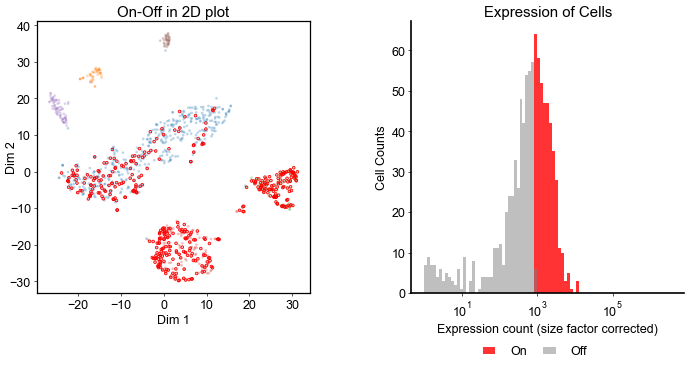 On-Off in 2D plot
Expression of Cells
40
30
20
10
0
−10
−20
−30
Dim 2
−20 −10 0 10 20 30
Dim 1
60
50
40
30
20
10
0
Cell Counts
10¹ 10³ 10⁵
Expression count (size factor corrected)
On Off